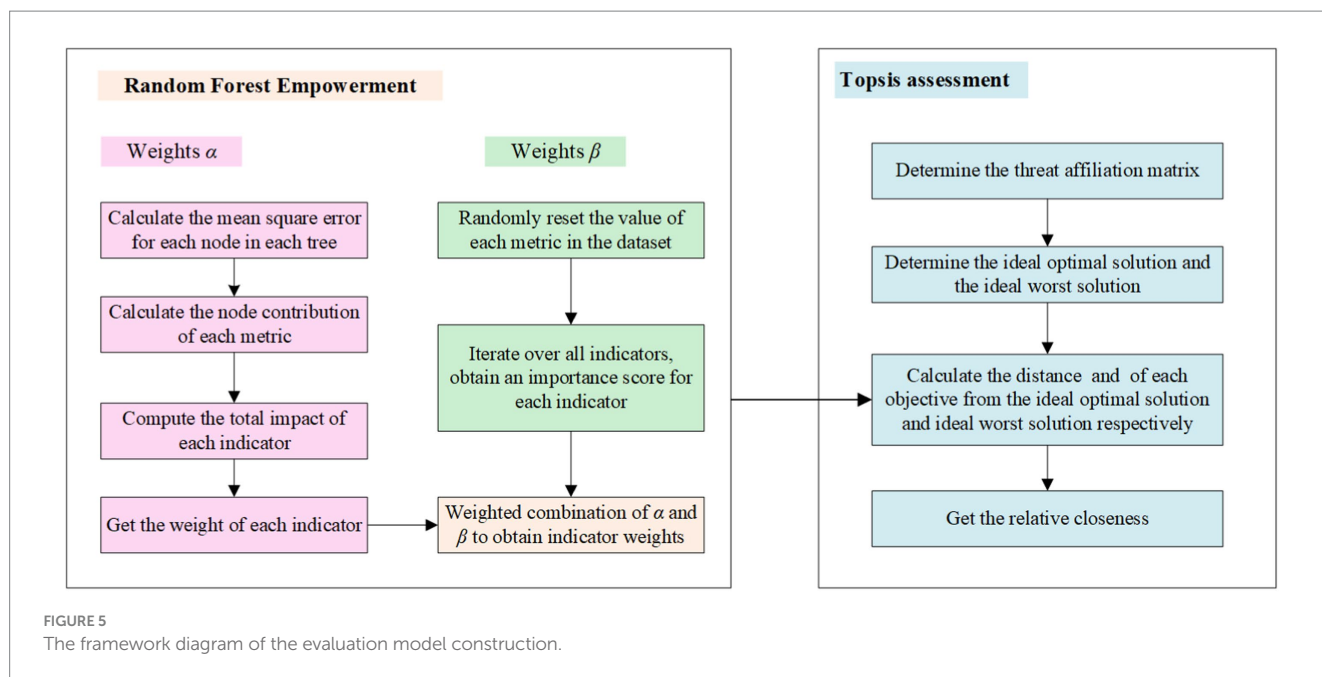 Random Forest Empowerment
Weights α
Calculate the mean square error
for each node in each tree
Calculate the node contribution
of each metric
Compute the total impact of
each indicator
Get the weight of each indicator
Weights β
Randomly reset the value of
each metric in the dataset
Iterate over all indicators,
obtain an importance score for
each indicator
Weighted combination of α and
β to obtain indicator weights
Topsis assessment
Determine the threat affiliation matrix
Determine the ideal optimal solution and
the ideal worst solution
Calculate the distance and of each
objective from the ideal optimal solution
and ideal worst solution respectively
Get the relative closeness
FIGURE 5
The framework diagram of the evaluation model construction.